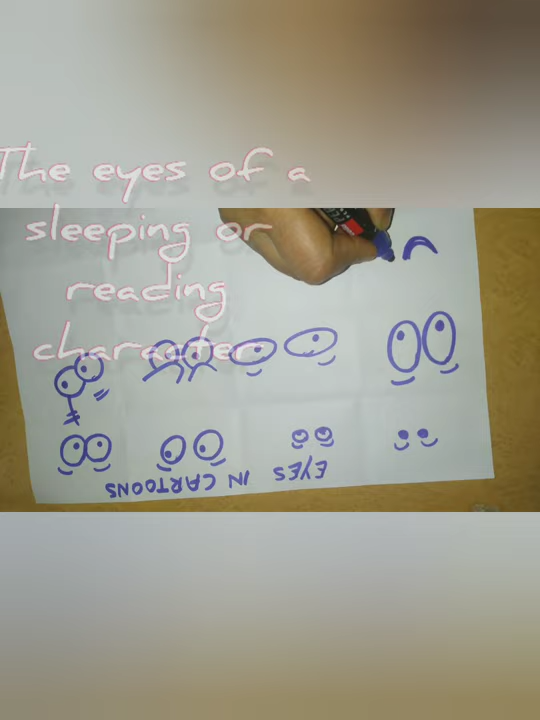 The eyes of a
sleeping or
reading
character
EYES IN CARTOONS